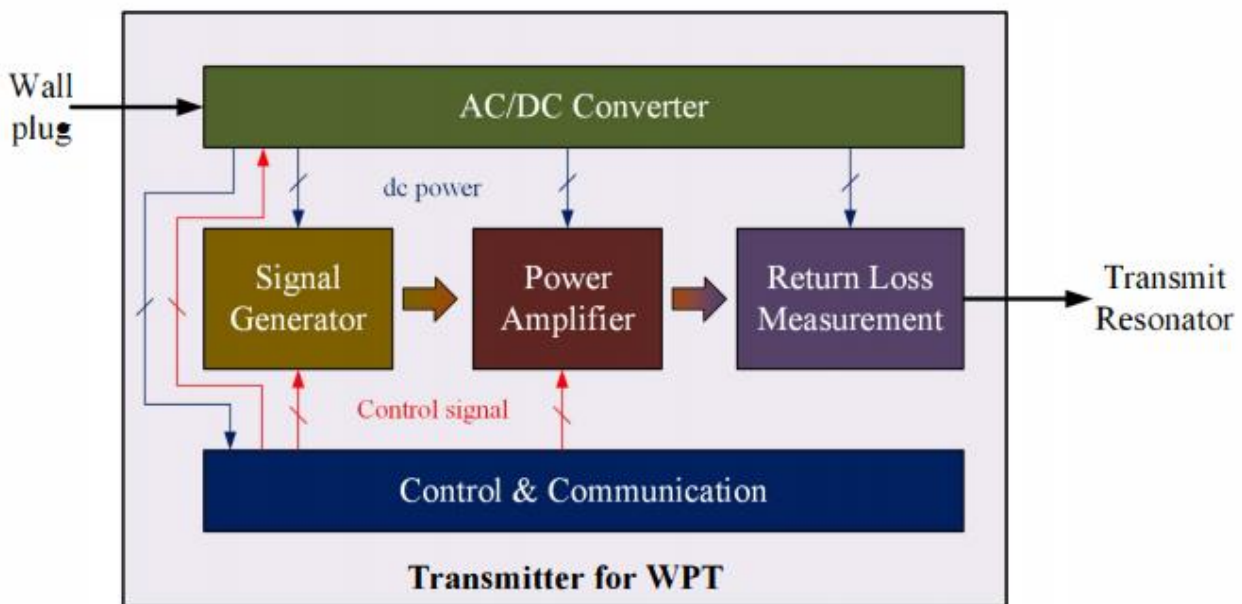 Wall
plug
AC/DC Converter
dc power
Signal
Generator
Power
Amplifier
Return Loss
Measurement
Transmit
Resonator
Control signal
Control & Communication
Transmitter for WPT